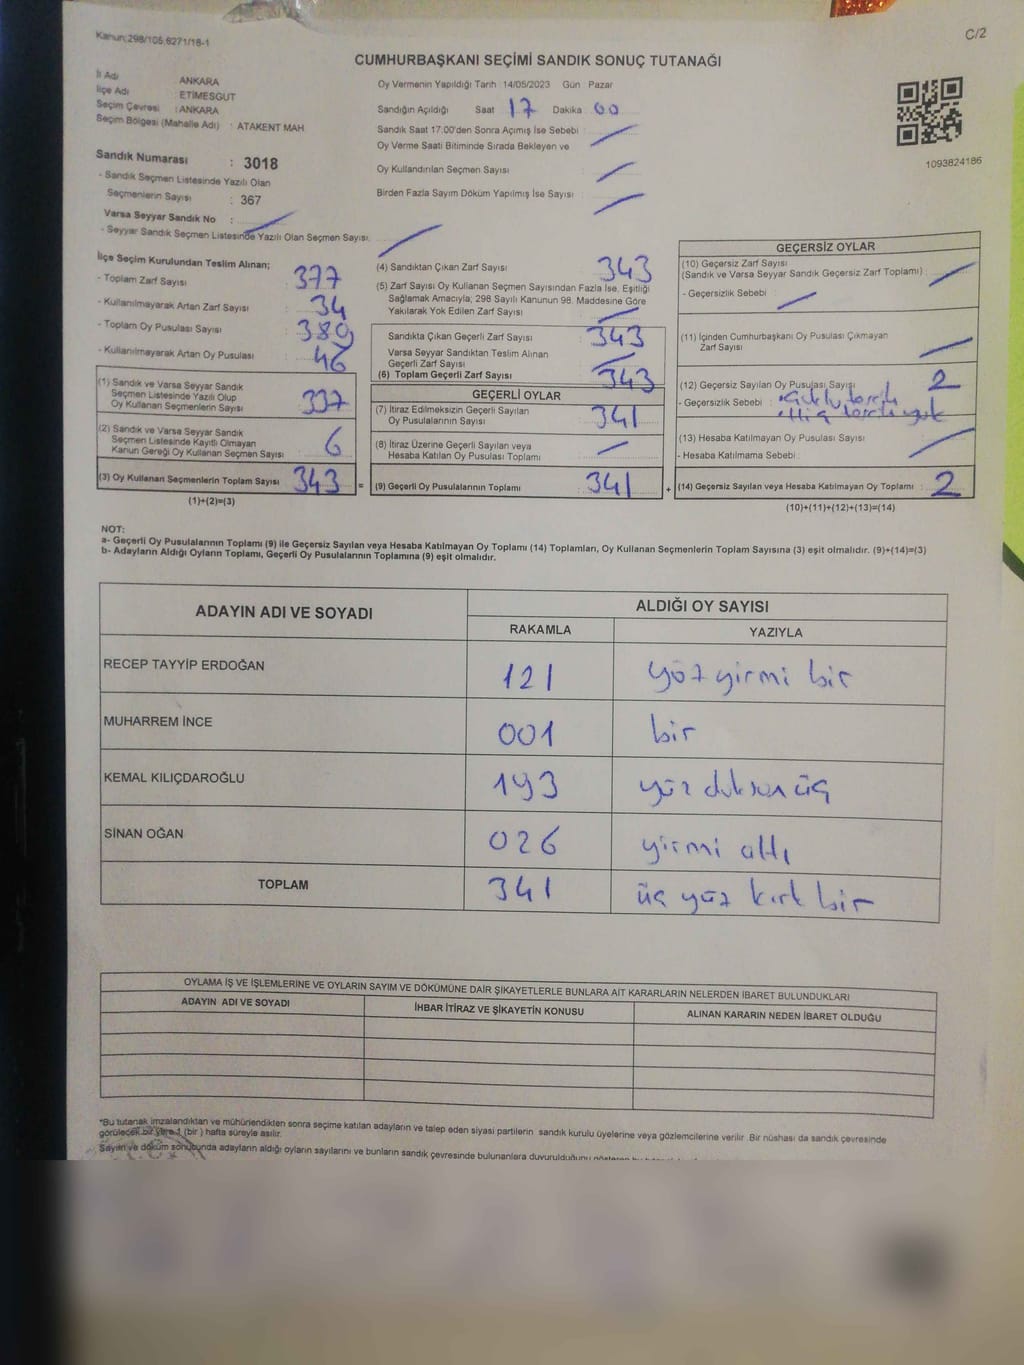 Kanun:298/105,6271/18-1
C/2
CUMHURBAŞKANI SEÇİMİ SANDIK SONUÇ TUTANAĞI
İl Adı : ANKARA
İlçe Adı : ETİMESGUT
Seçim Çevresi : ANKARA
Seçim Bölgesi (Mahalle Adı) : ATAKENT MAH
Sandık Numarası : 3018
- Sandık Seçmen Listesinde Yazılı Olan
Seçmenlerin Sayısı : 367
Varsa Seyyar Sandık No :
- Seyyar Sandık Seçmen Listesinde Yazılı Olan Seçmen Sayısı:
Oy Vermenin Yapıldığı Tarih :14/05/2023 Gün Pazar
Sandığın Açıldığı Saat 17 Dakika 00
Sandık Saat 17.00'den Sonra Açımış İse Sebebi :
Oy Verme Saati Bitiminde Sırada Bekleyen ve
Oy Kullandırılan Seçmen Sayısı :
Birden Fazla Sayım Döküm Yapılmış İse Sayısı :
1093824186
İlçe Seçim Kurulundan Teslim Alınan;
- Toplam Zarf Sayısı : 377
- Kullanılmayarak Artan Zarf Sayısı : 34
- Toplam Oy Pusulası Sayısı : 389
- Kullanılmayarak Artan Oy Pusulası : 46
(1) Sandık ve Varsa Seyyar Sandık
Seçmen Listesinde Yazılı Olup
Oy Kullanan Seçmenlerin Sayısı : 337
(2) Sandık ve Varsa Seyyar Sandık
Seçmen Listesinde Kayıtlı Olmayan
Kanun Gereği Oy Kullanan Seçmen Sayısı : 6
(3) Oy Kullanan Seçmenlerin Toplam Sayısı : 343 =
(1)+(2)=(3)
(4) Sandıktan Çıkan Zarf Sayısı : 343
(5) Zarf Sayısı Oy Kullanan Seçmen Sayısından Fazla İse, Eşitliği
Sağlamak Amacıyla; 298 Sayılı Kanunun 98. Maddesine Göre
Yakılarak Yok Edilen Zarf Sayısı :
Sandıkta Çıkan Geçerli Zarf Sayısı : 343
Varsa Seyyar Sandıktan Teslim Alınan
Geçerli Zarf Sayısı :
(6) Toplam Geçerli Zarf Sayısı : 343
GEÇERLİ OYLAR
(7) İtiraz Edilmeksizin Geçerli Sayılan
Oy Pusulalarının Sayısı : 341
(8) İtiraz Üzerine Geçerli Sayılan veya
Hesaba Katılan Oy Pusulası Toplamı :
(9) Geçerli Oy Pusulalarının Toplamı : 341 +
GEÇERSİZ OYLAR
(10) Geçersiz Zarf Sayısı
(Sandık ve Varsa Seyyar Sandık Geçersiz Zarf Toplamı) :
- Geçersizlik Sebebi :
(11) İçinden Cumhurbaşkanı Oy Pusulası Çıkmayan
Zarf Sayısı :
(12) Geçersiz Sayılan Oy Pusulası Sayısı : 2
- Geçersizlik Sebebi :
(13) Hesaba Katılmayan Oy Pusulası Sayısı :
- Hesaba Katılmama Sebebi :
(14) Geçersiz Sayılan veya Hesaba Katılmayan Oy Toplamı : 2
(10)+(11)+(12)+(13)=(14)
NOT:
a- Geçerli Oy Pusulalarının Toplamı (9) ile Geçersiz Sayılan veya Hesaba Katılmayan Oy Toplamı (14) Toplamları, Oy Kullanan Seçmenlerin Toplam Sayısına (3) eşit olmalıdır. (9)+(14)=(3)
b- Adayların Aldığı Oyların Toplamı, Geçerli Oy Pusulalarının Toplamına (9) eşit olmalıdır.
ADAYIN ADI VE SOYADI
ALDIĞI OY SAYISI
RAKAMLA YAZIYLA
RECEP TAYYİP ERDOĞAN 121 yüz yirmi bir
MUHARREM İNCE 001 bir
KEMAL KILIÇDAROĞLU 193 yüz doksan üç
SİNAN OĞAN 026 yirmi altı
TOPLAM 341 üç yüz kırk bir
OYLAMA İŞ VE İŞLEMLERİNE VE OYLARIN SAYIM VE DÖKÜMÜNE DAİR ŞİKAYETLERLE BUNLARA AİT KARARLARIN NELERDEN İBARET BULUNDUKLARI
ADAYIN ADI VE SOYADI İHBAR İTİRAZ VE ŞİKAYETİN KONUSU ALINAN KARARIN NEDEN İBARET OLDUĞU
*Bu tutanak imzalandıktan ve mühürlendikten sonra seçime katılan adayların ve talep eden siyasi partilerin sandık kurulu üyelerine veya gözlemcilerine verilir. Bir nüshası da sandık çevresinde
görülecek bir yere 1 (bir ) hafta süreyle asılır.
Sayım ve döküm sonucunda adayların aldığı oyların sayılarını ve bunların sandık çevresinde bulunanlara duyurulduğunu